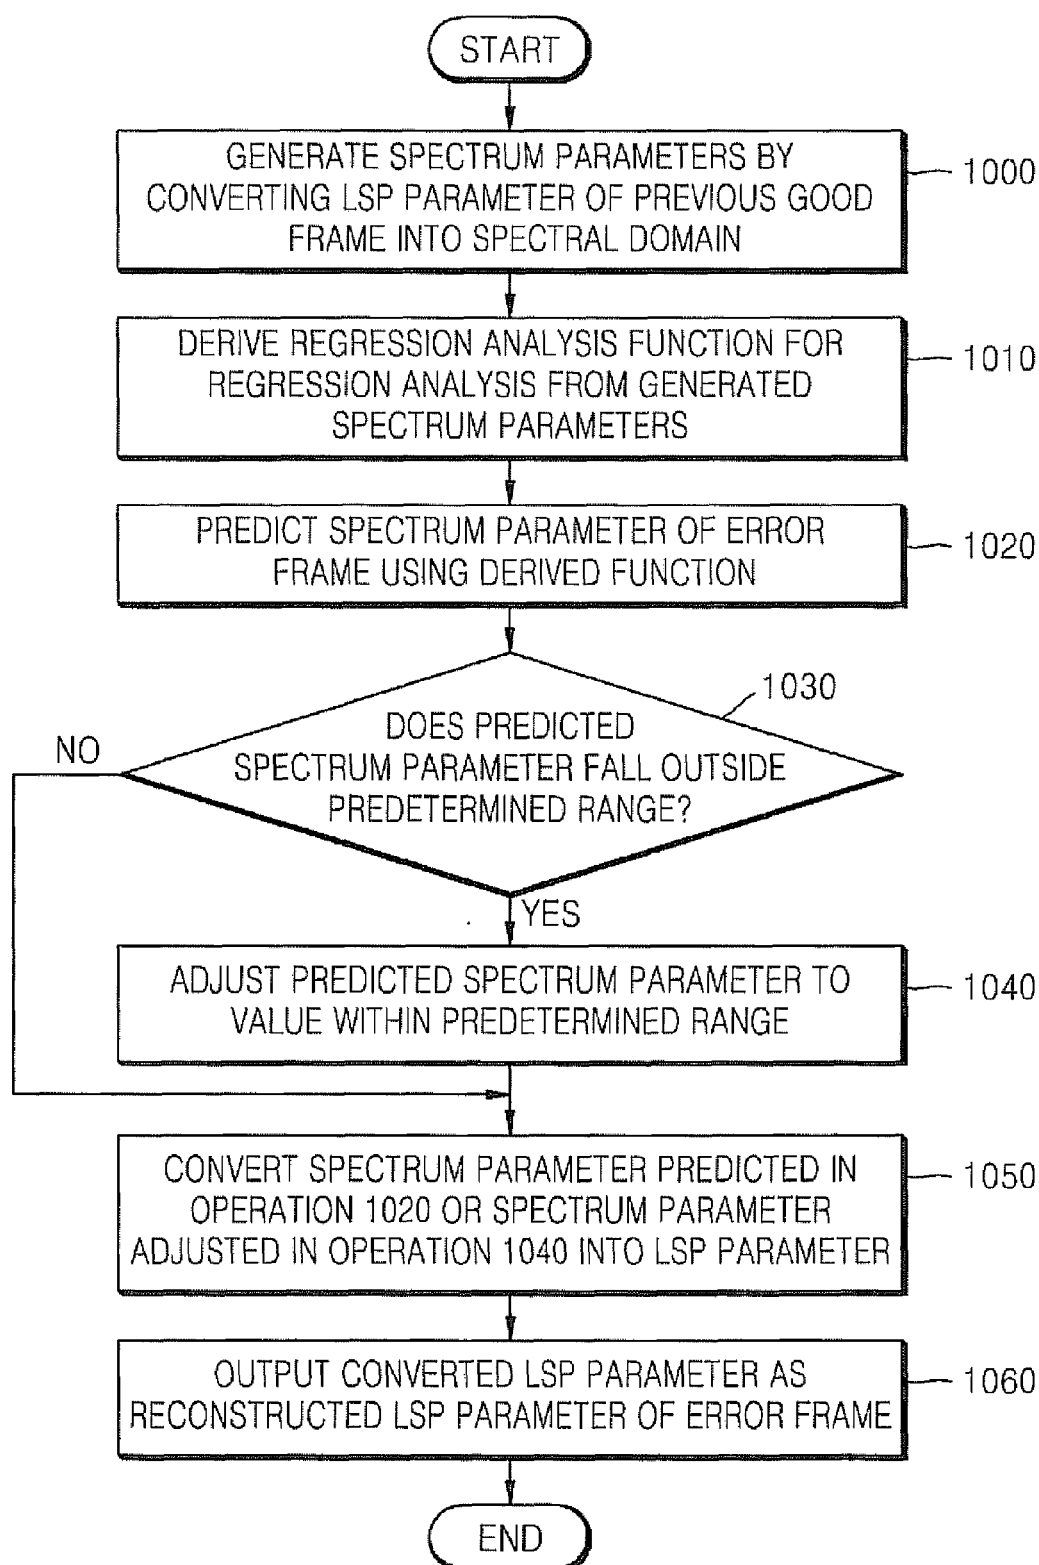 START
GENERATE SPECTRUM PARAMETERS BY
CONVERTING LSP PARAMETER OF PREVIOUS GOOD
FRAME INTO SPECTRAL DOMAIN
1000
DERIVE REGRESSION ANALYSIS FUNCTION FOR
REGRESSION ANALYSIS FROM GENERATED
SPECTRUM PARAMETERS
1010
PREDICT SPECTRUM PARAMETER OF ERROR
FRAME USING DERIVED FUNCTION
1020
1030
DOES PREDICTED
SPECTRUM PARAMETER FALL OUTSIDE
PREDETERMINED RANGE?
NO
YES
ADJUST PREDICTED SPECTRUM PARAMETER TO
VALUE WITHIN PREDETERMINED RANGE
1040
CONVERT SPECTRUM PARAMETER PREDICTED IN
OPERATION 1020 OR SPECTRUM PARAMETER
ADJUSTED IN OPERATION 1040 INTO LSP PARAMETER
1050
OUTPUT CONVERTED LSP PARAMETER AS
RECONSTRUCTED LSP PARAMETER OF ERROR FRAME
1060
END